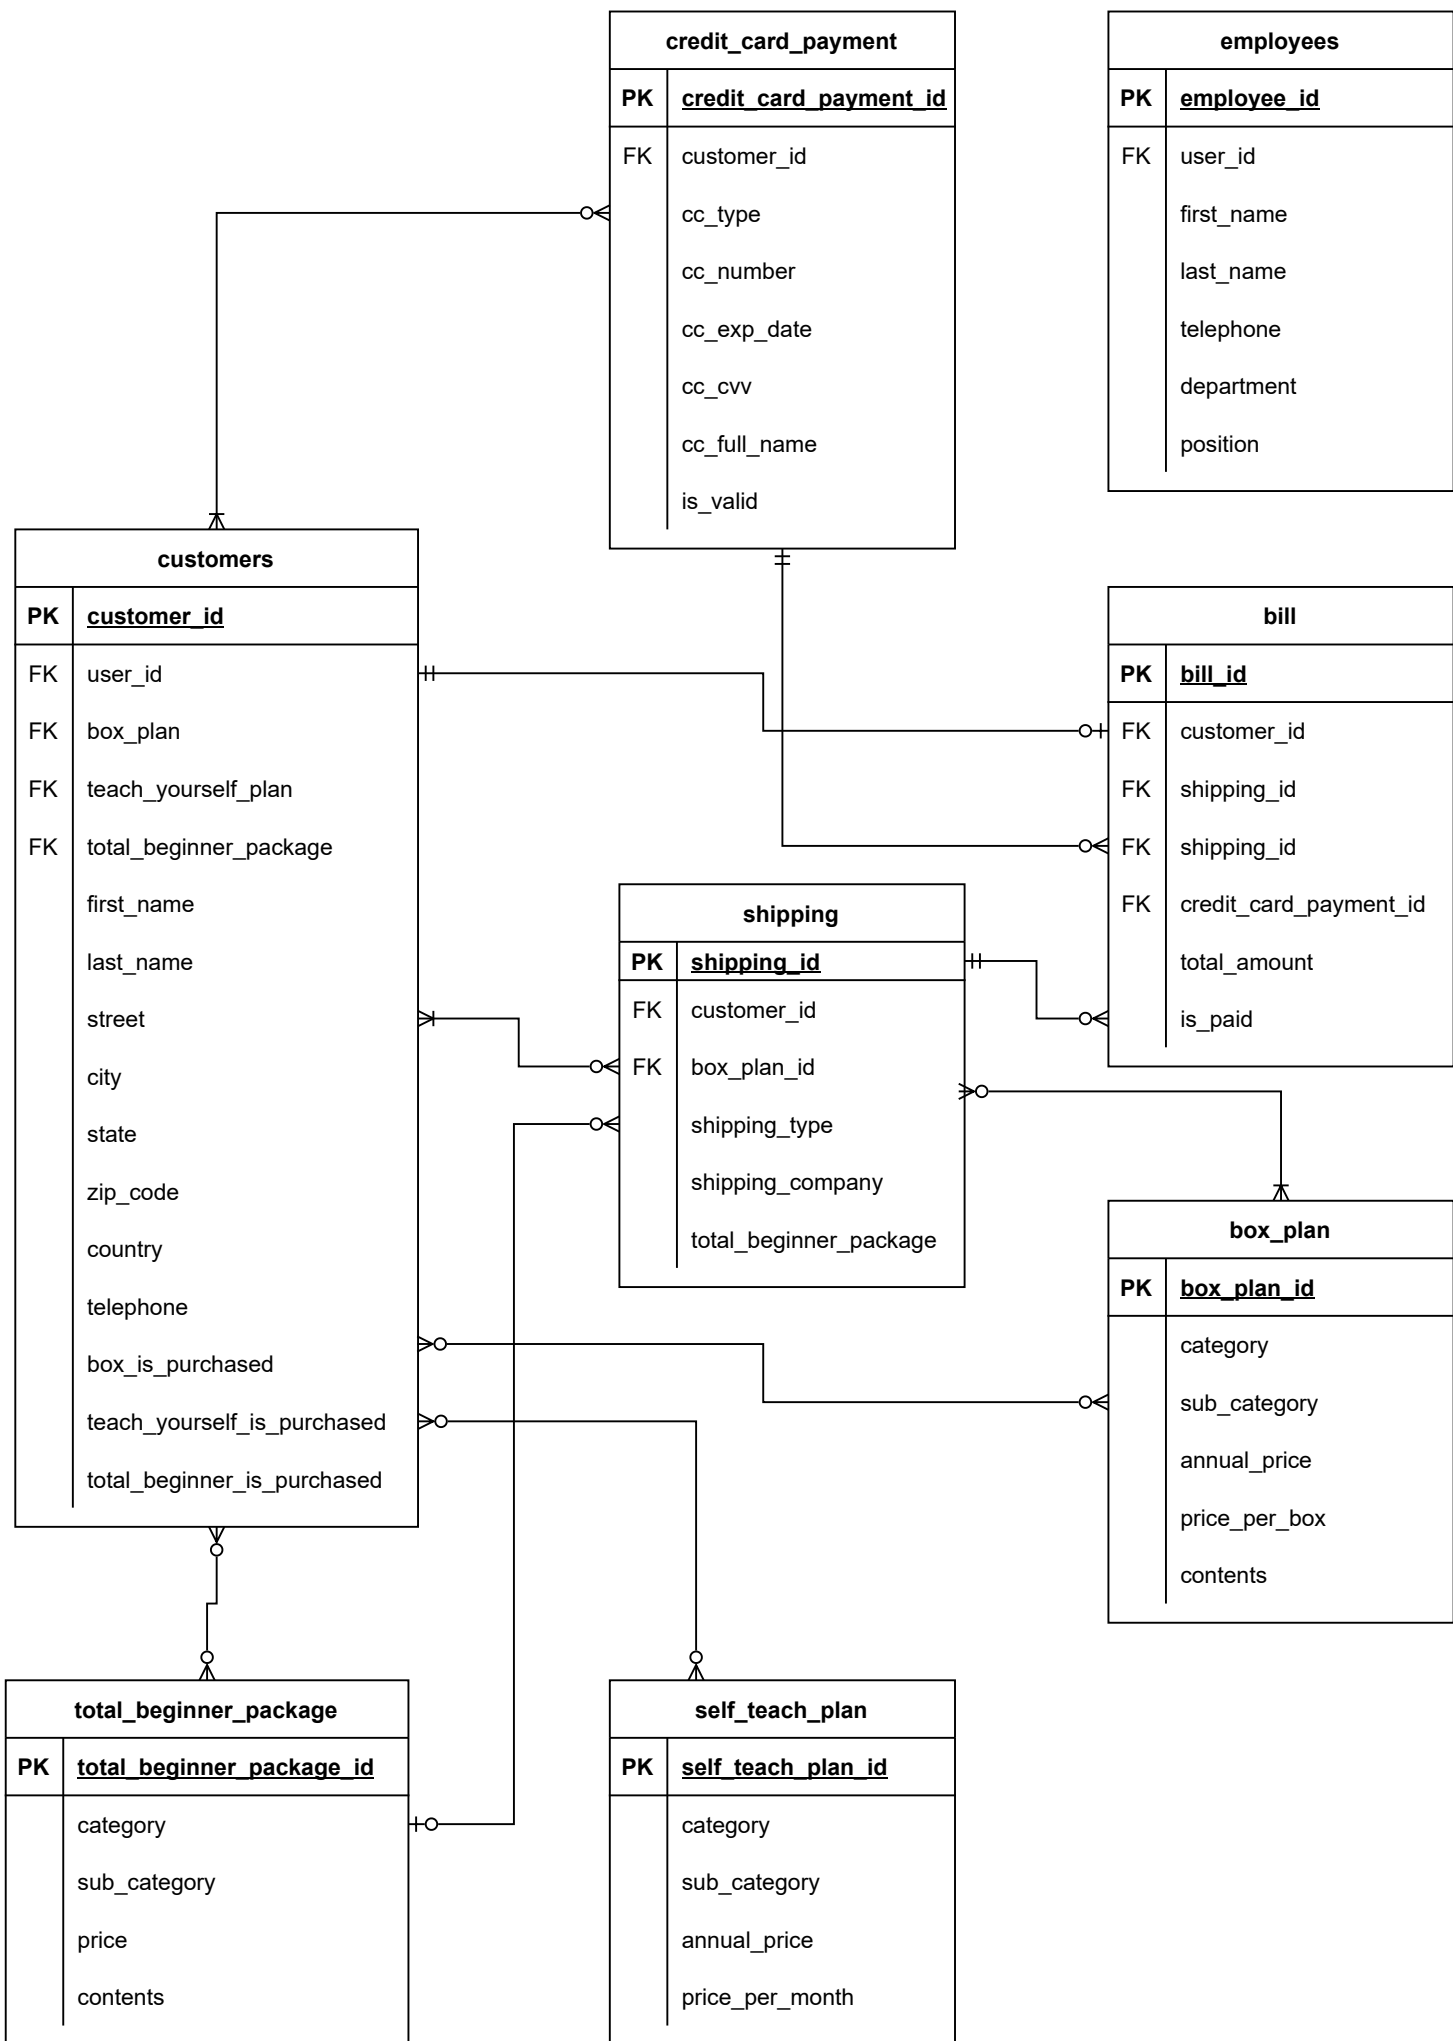 credit_card_payment
PK credit_card_payment_id
FK customer_id
cc_type
cc_number
cc_exp_date
cc_cvv
cc_full_name
is_valid
employees
PK employee_id
FK user_id
first_name
last_name
telephone
department
position
customers
PK customer_id
FK user_id
FK box_plan
FK teach_yourself_plan
FK total_beginner_package
first_name
last_name
street
city
state
zip_code
country
telephone
box_is_purchased
teach_yourself_is_purchased
total_beginner_is_purchased
bill
PK bill_id
FK customer_id
FK shipping_id
FK shipping_id
FK credit_card_payment_id
total_amount
is_paid
shipping
PK shipping_id
FK customer_id
FK box_plan_id
shipping_type
shipping_company
total_beginner_package
box_plan
PK box_plan_id
category
sub_category
annual_price
price_per_box
contents
total_beginner_package
PK total_beginner_package_id
category
sub_category
price
contents
self_teach_plan
PK self_teach_plan_id
category
sub_category
annual_price
price_per_month